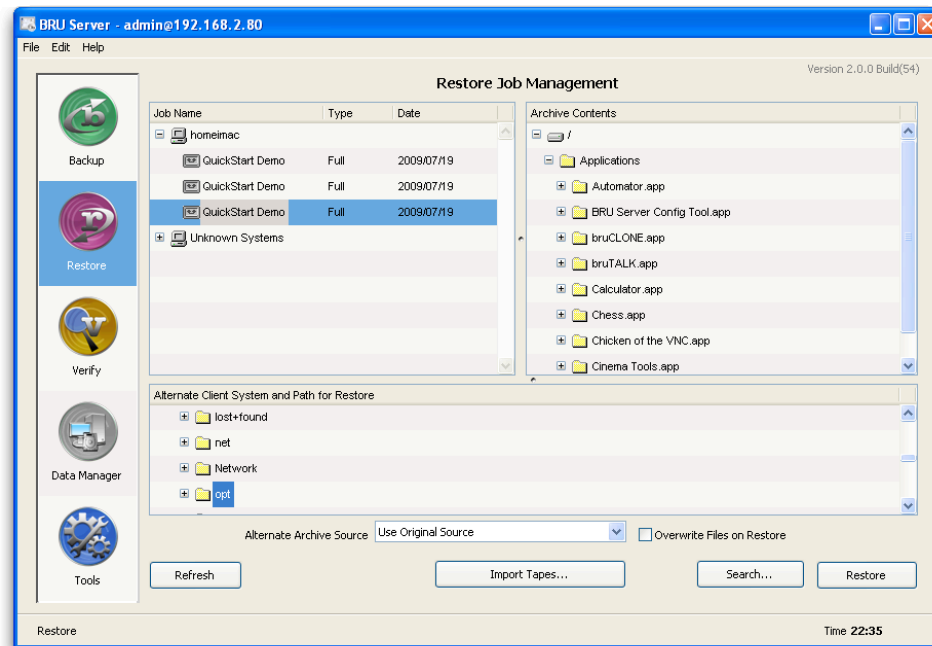 BRU Server - admin@192.168.2.80
File Edit Help
Version 2.0.0 Build(54)
Restore Job Management
Backup
Restore
Verify
Data Manager
Tools
Job Name Type Date
homeimac
QuickStart Demo Full 2009/07/19
QuickStart Demo Full 2009/07/19
QuickStart Demo Full 2009/07/19
Unknown Systems
Archive Contents
/
Applications
Automator.app
BRU Server Config Tool.app
bruCLONE.app
bruTALK.app
Calculator.app
Chess.app
Chicken of the VNC.app
Cinema Tools.app
Alternate Client System and Path for Restore
lost+found
net
Network
opt
Alternate Archive Source Use Original Source Overwrite Files on Restore
Refresh Import Tapes... Search... Restore
Restore Time 22:35